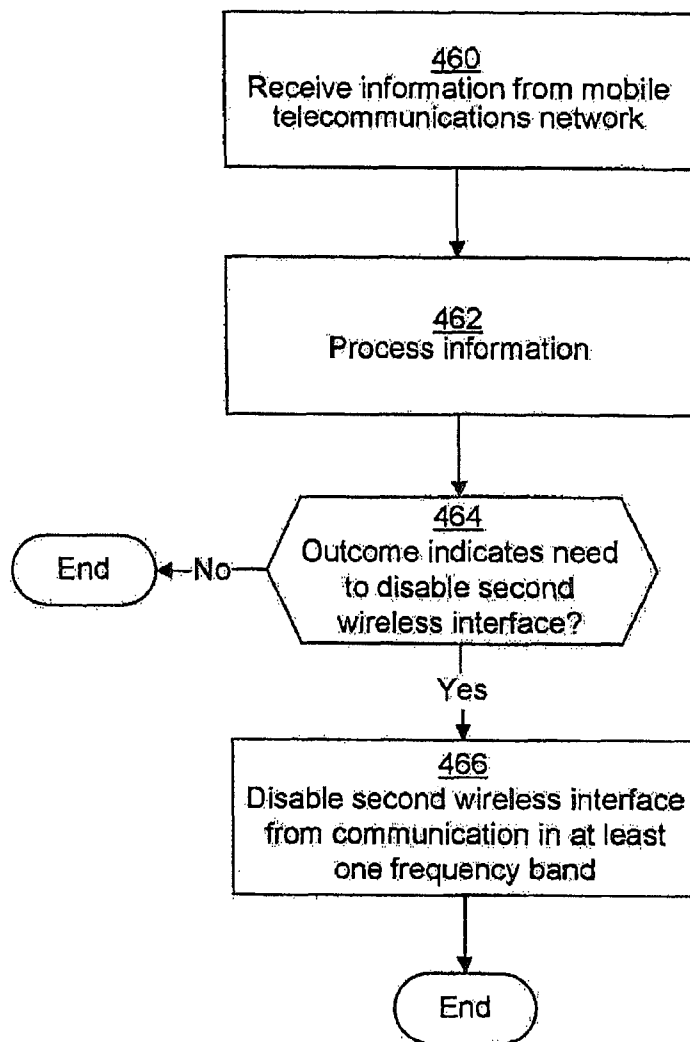 460
Receive information from mobile
telecommunications network
462
Process information
464
Outcome indicates need
to disable second
wireless interface?
No
End
Yes
466
Disable second wireless interface
from communication in at least
one frequency band
End